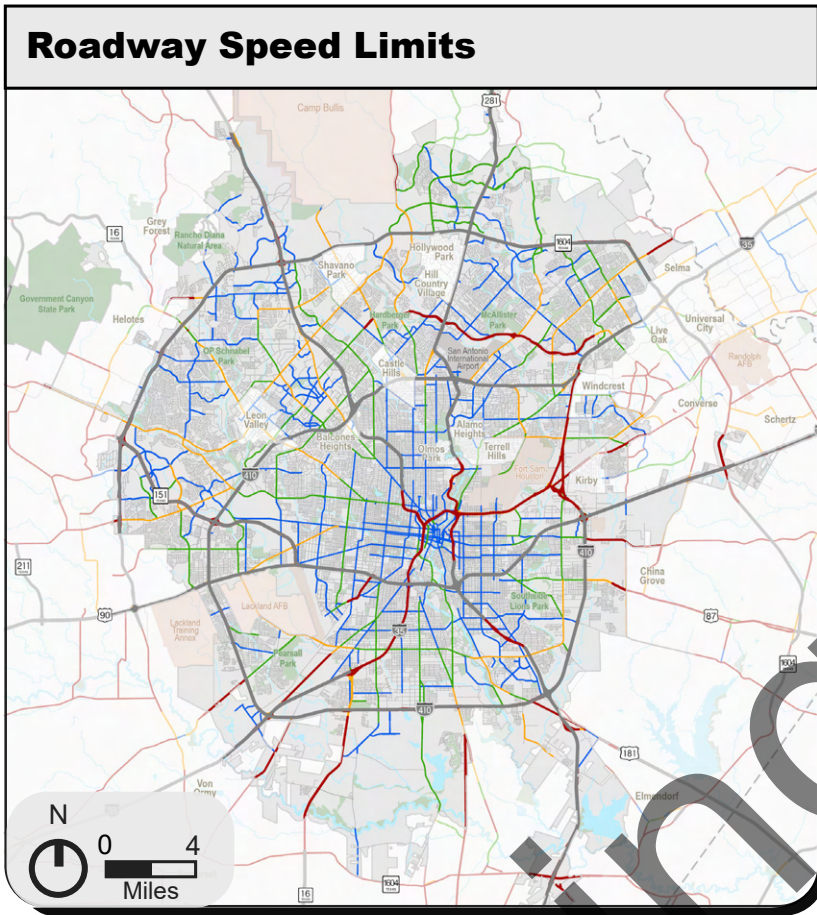 Roadway Speed Limits
Camp Bullis
281
Grey
Forest
16
Rancho Diana
Natural Area
Hollywood
Park
1604
35
Shavano
Park
Hill
Country
Village
Selma
Government Canyon
State Park
Helotes
Hardberger
Park
McAllister
Park
Universal
City
Live
Oak
OP Schnabel
Park
San Antonio
International
Airport
Castle
Hills
Randolph
AFB
Windcrest
Converse
Schertz
Leon
Valley
Balcones
Heights
Alamo
Heights
Olmos
Park
Terrell
Hills
Fort Sam
Houston
Kirby
410
151
410
211
China
Grove
90
Lackland AFB
Southside
Lions Park
87
Lackland
Training
Annex
35
Pearsall
Park
1604
410
181
Von
Ormy
Elmendorf
N
0 4
Miles
16
1604
ing